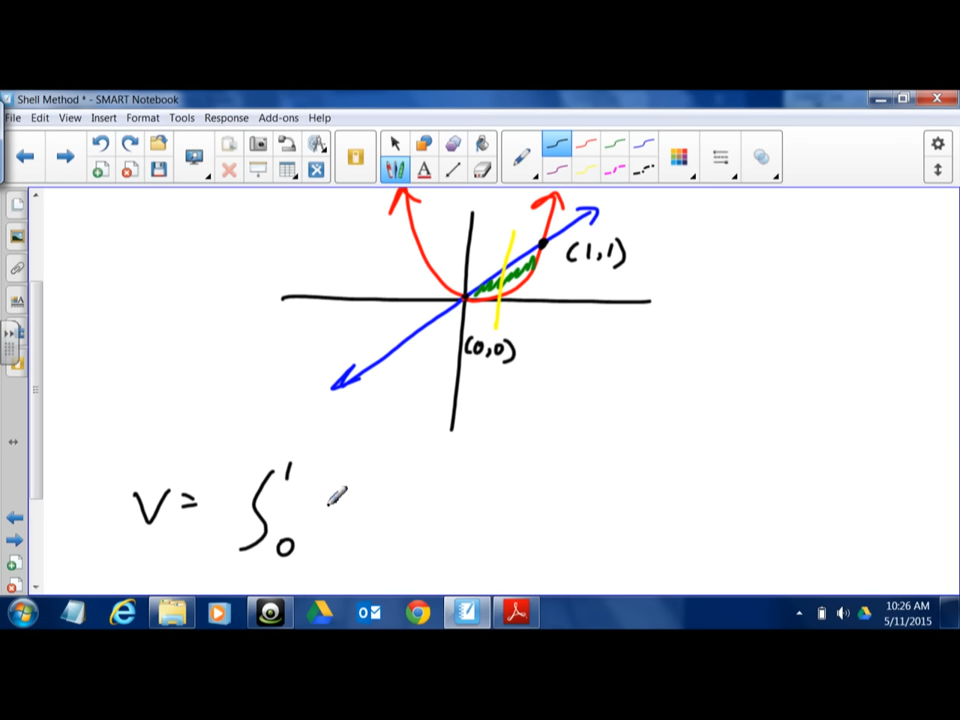 Shell Method * - SMART Notebook
File Edit View Insert Format Tools Response Add-ons Help
(1,1)
(0,0)
V = ∫₀¹
10:26 AM
5/11/2015